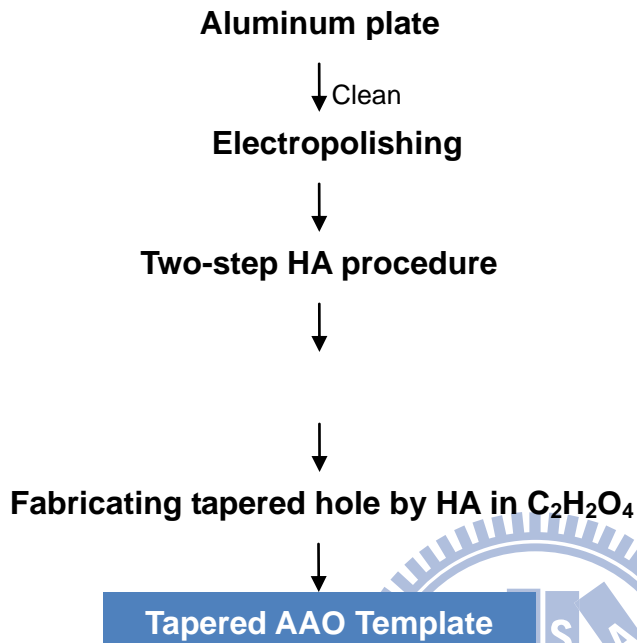 Aluminum plate
Clean
Electropolishing
Two-step HA procedure
Fabricating tapered hole by HA in C₂H₂O₄
Tapered AAO Template
S